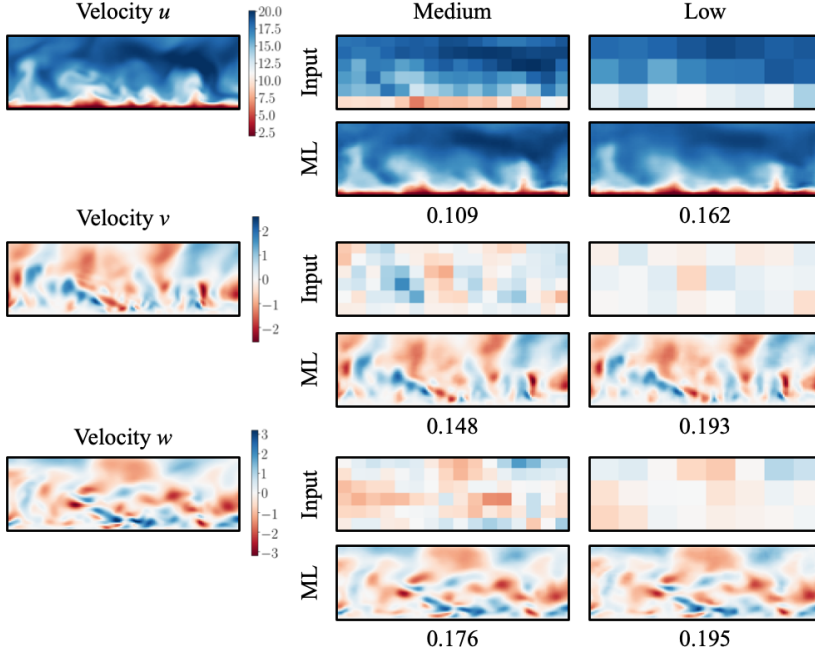 Velocity u
Medium
Low
20.0
17.5
15.0
12.5
10.0
7.5
5.0
2.5
Input
ML
0.109
0.162
Velocity v
2
1
0
−1
−2
Input
ML
0.148
0.193
Velocity w
3
2
1
0
−1
−2
−3
Input
ML
0.176
0.195